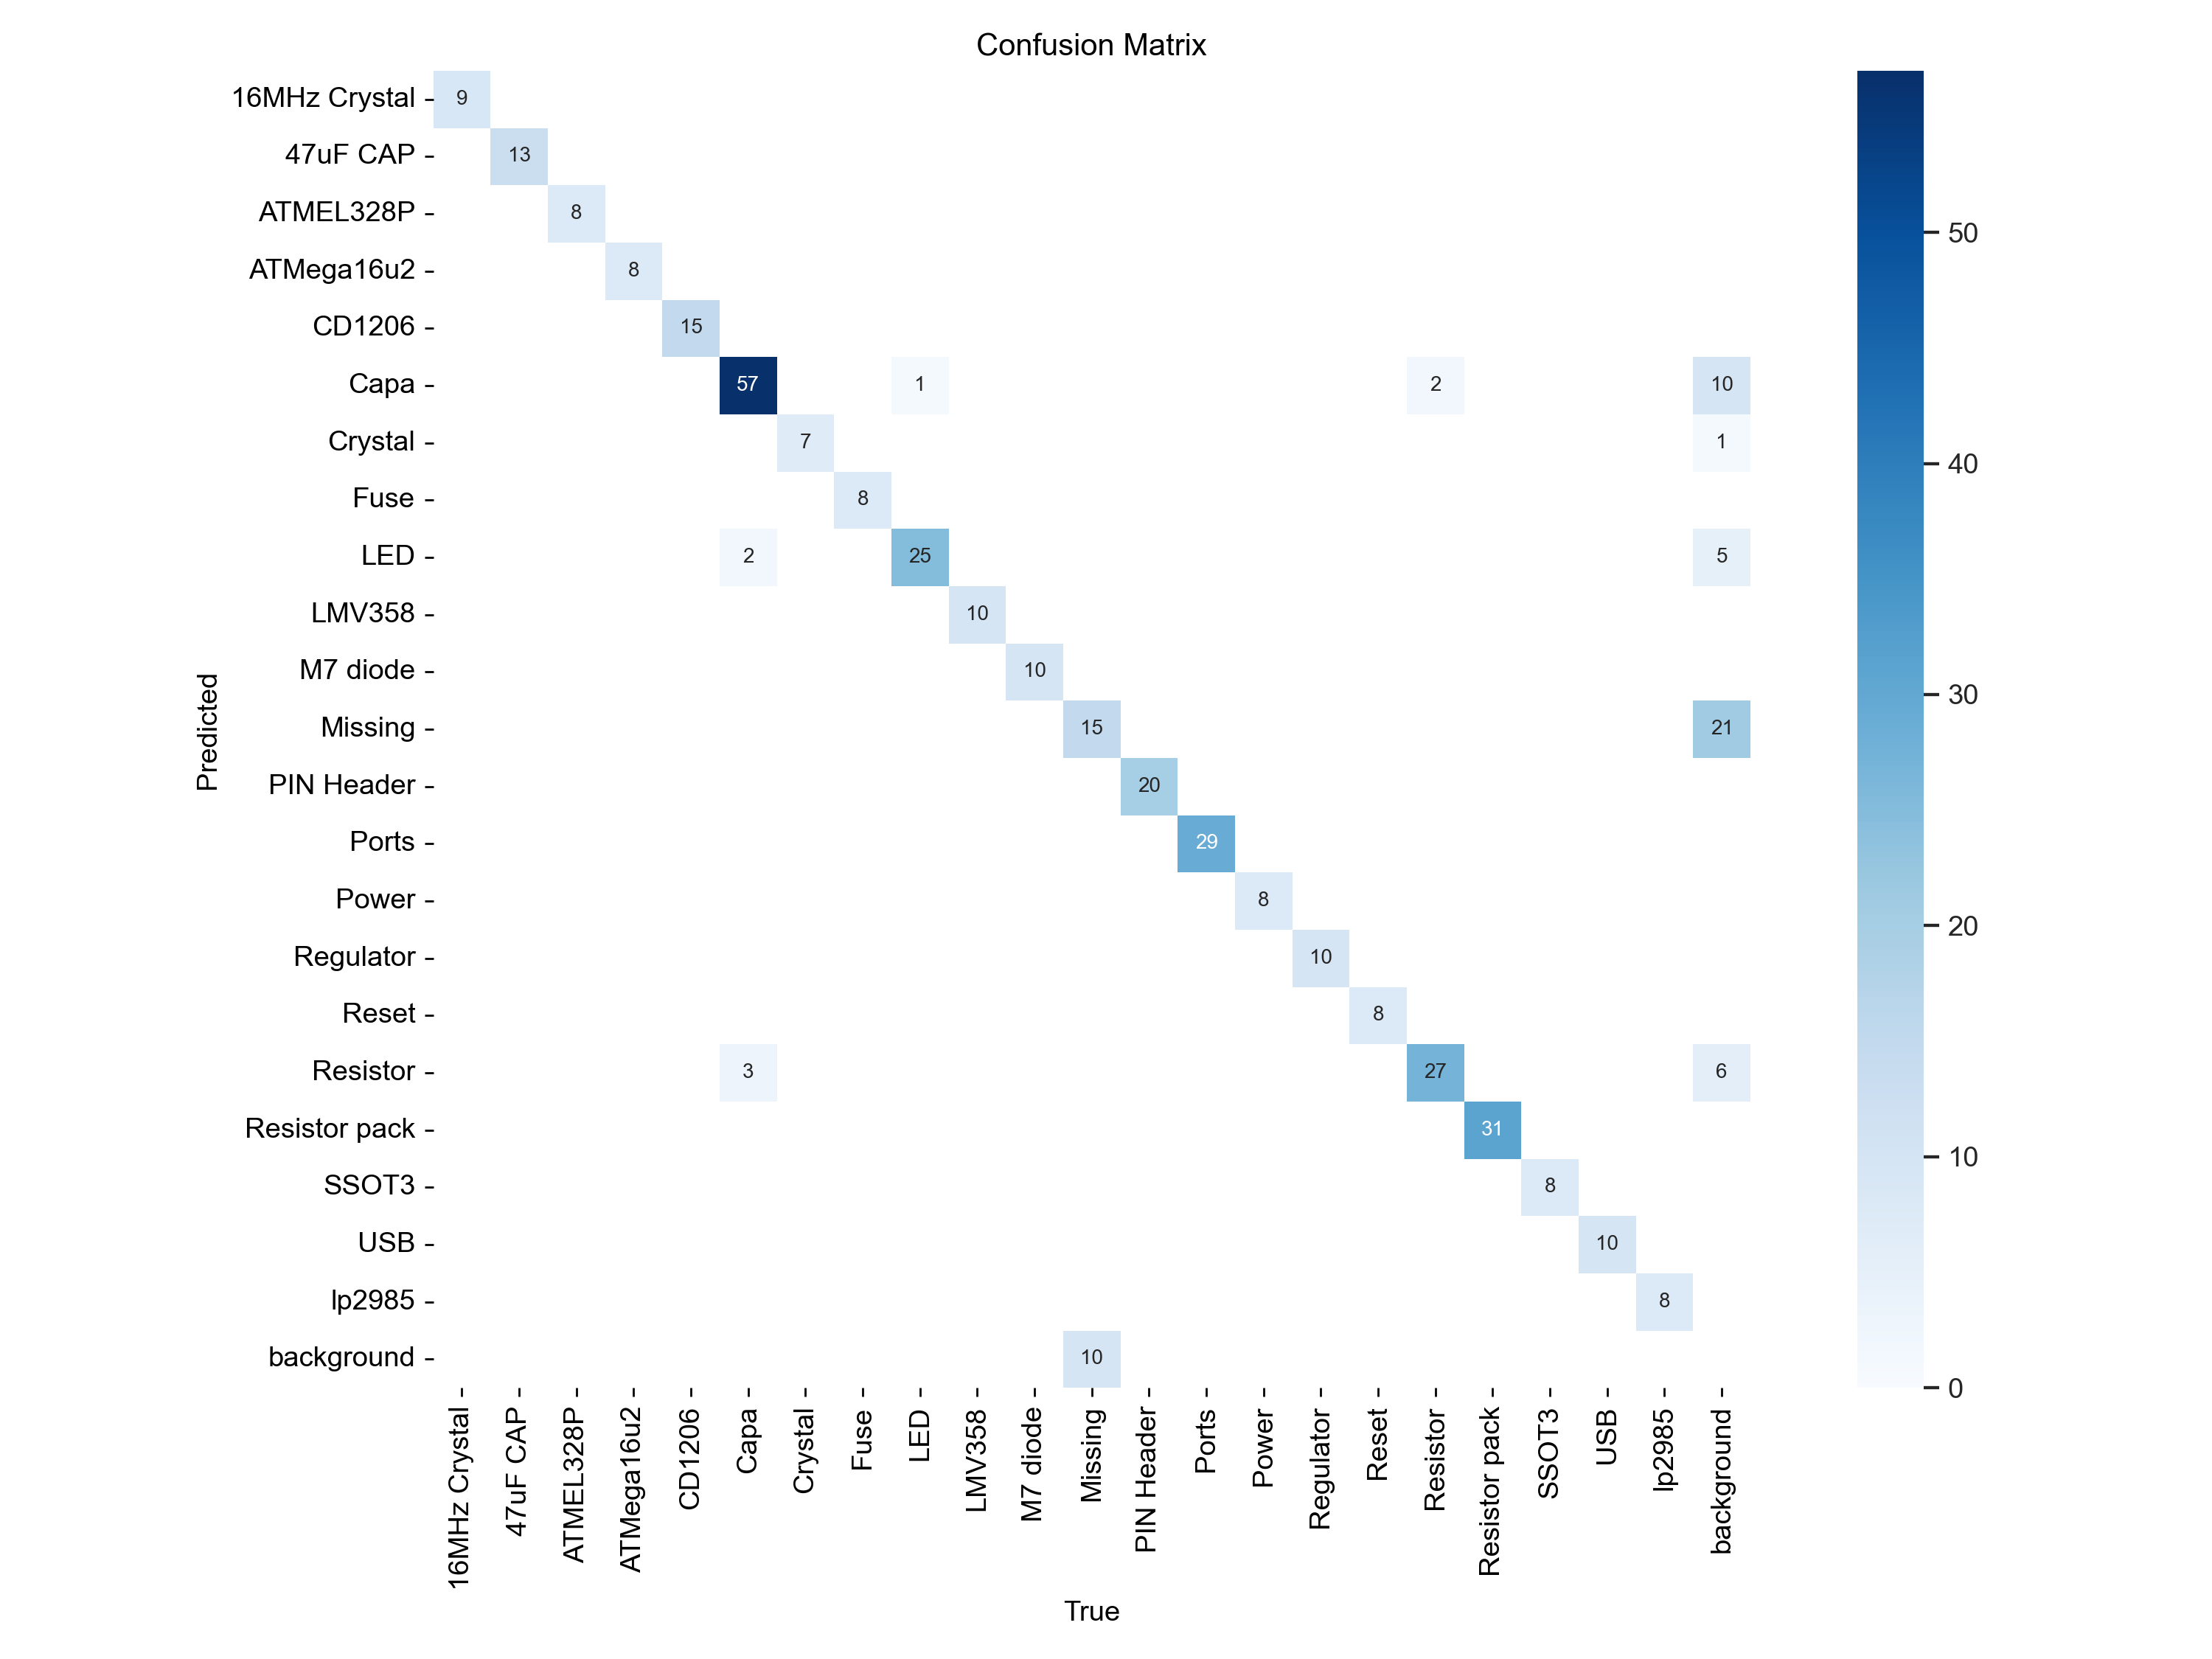 Confusion Matrix
16MHz Crystal 9
47uF CAP 13
ATMEL328P 8
ATMega16u2 8
CD1206 15
Capa 57 1 2 10
Crystal 7 1
Fuse 8
LED 2 25 5
LMV358 10
M7 diode 10
Missing 15 21
PIN Header 20
Ports 29
Power 8
Regulator 10
Reset 8
Resistor 3 27 6
Resistor pack 31
SSOT3 8
USB 10
lp2985 8
background 10
Predicted
16MHz Crystal
47uF CAP
ATMEL328P
ATMega16u2
CD1206
Capa
Crystal
Fuse
LED
LMV358
M7 diode
Missing
PIN Header
Ports
Power
Regulator
Reset
Resistor
Resistor pack
SSOT3
USB
lp2985
background
True
50
40
30
20
10
0